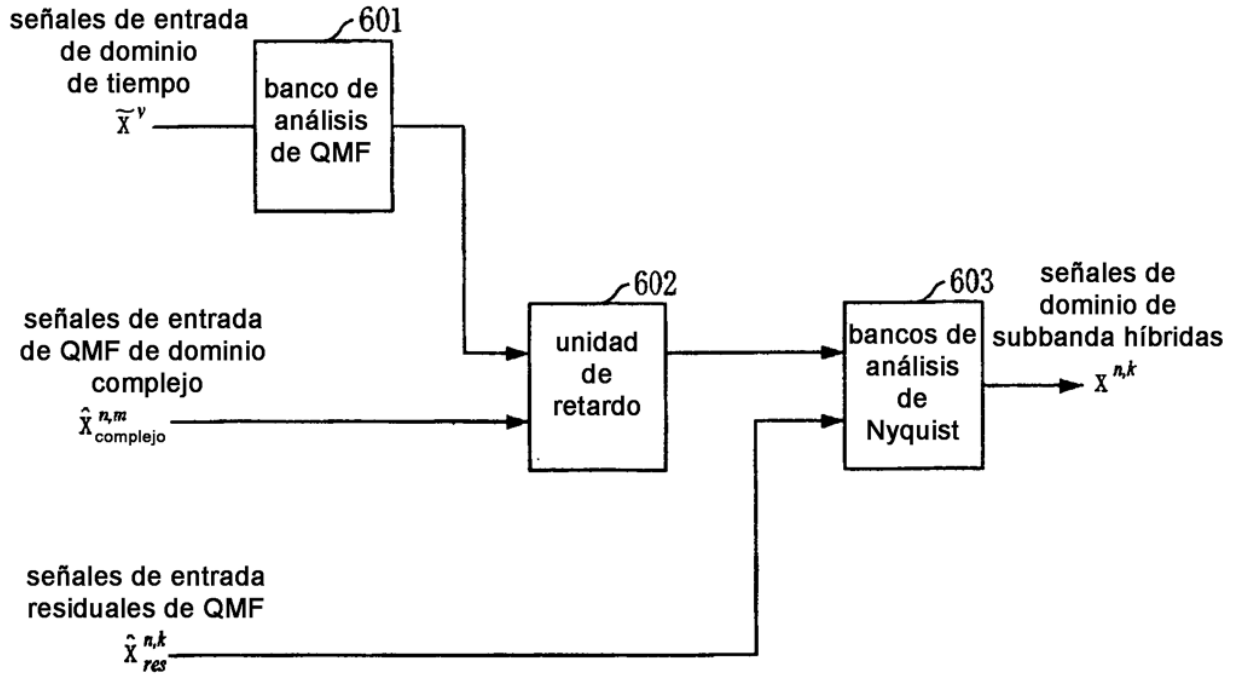 señales de entrada
de dominio
de tiempo
X̃ ν
601
banco de
análisis
de QMF
señales de entrada
de QMF de dominio
complejo
X̂ n,m complejo
602
unidad
de
retardo
603
bancos de
análisis
de
Nyquist
señales de
dominio de
subbanda híbridas
X n,k
señales de entrada
residuales de QMF
X̂ n,k res